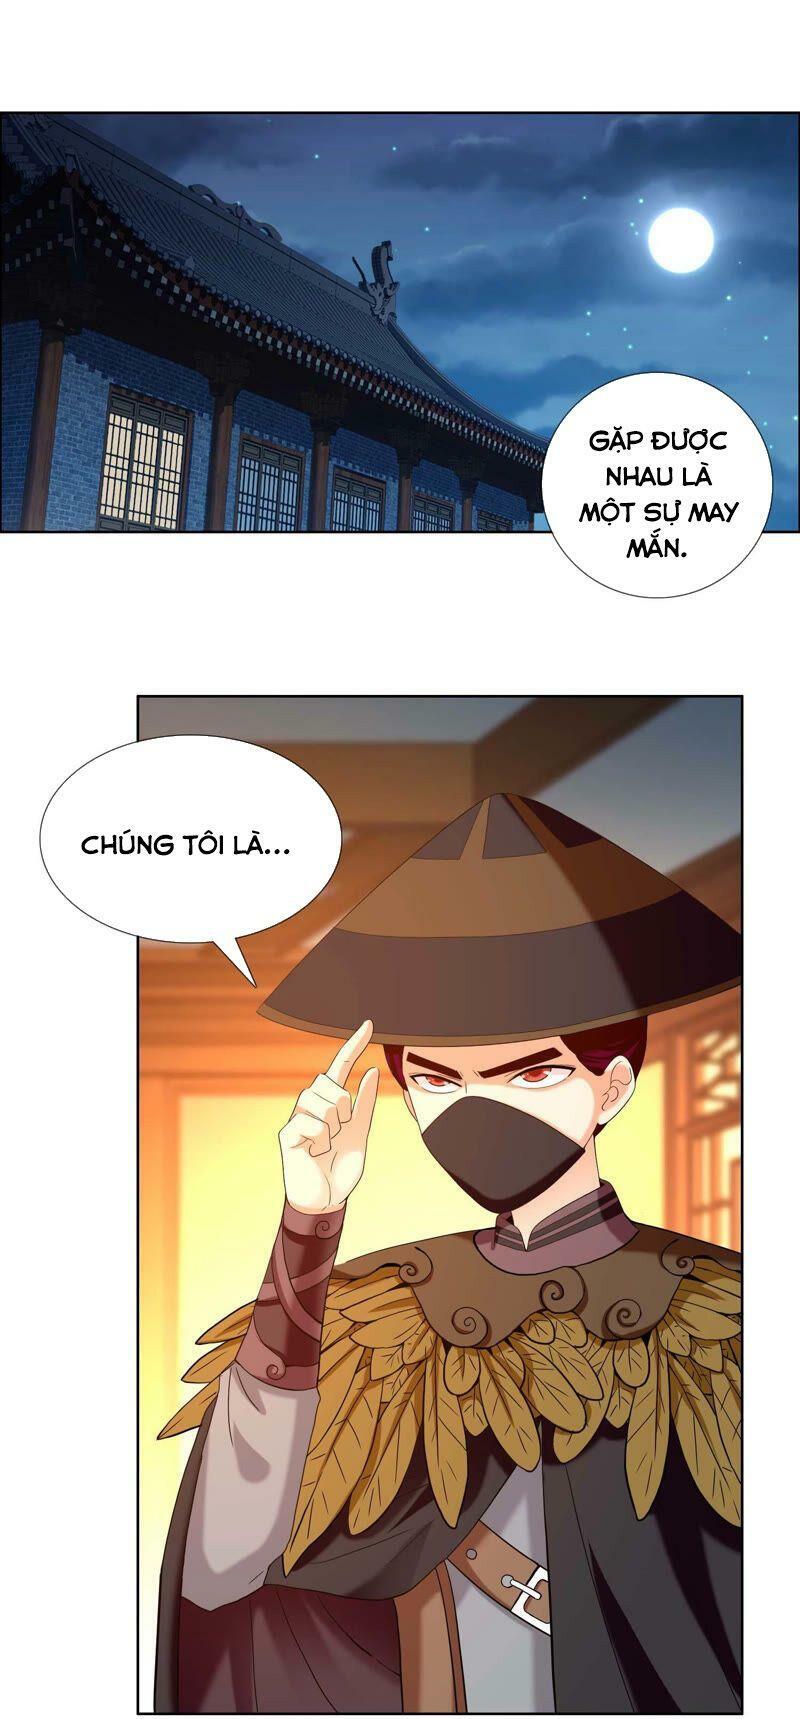 GẶP ĐƯỢC
NHAU LÀ
MỘT SỰ MAY
MẮN.
CHÚNG TÔI LÀ...